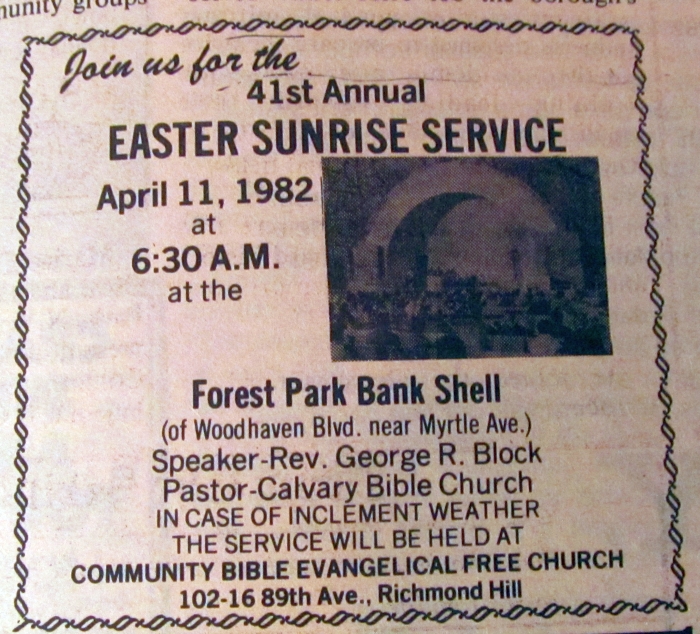 munity groups
Join us for the
41st Annual
EASTER SUNRISE SERVICE
April 11, 1982
at
6:30 A.M.
at the
Forest Park Bank Shell
(of Woodhaven Blvd. near Myrtle Ave.)
Speaker-Rev. George R. Block
Pastor-Calvary Bible Church
IN CASE OF INCLEMENT WEATHER
THE SERVICE WILL BE HELD AT
COMMUNITY BIBLE EVANGELICAL FREE CHURCH
102-16 89th Ave., Richmond Hill